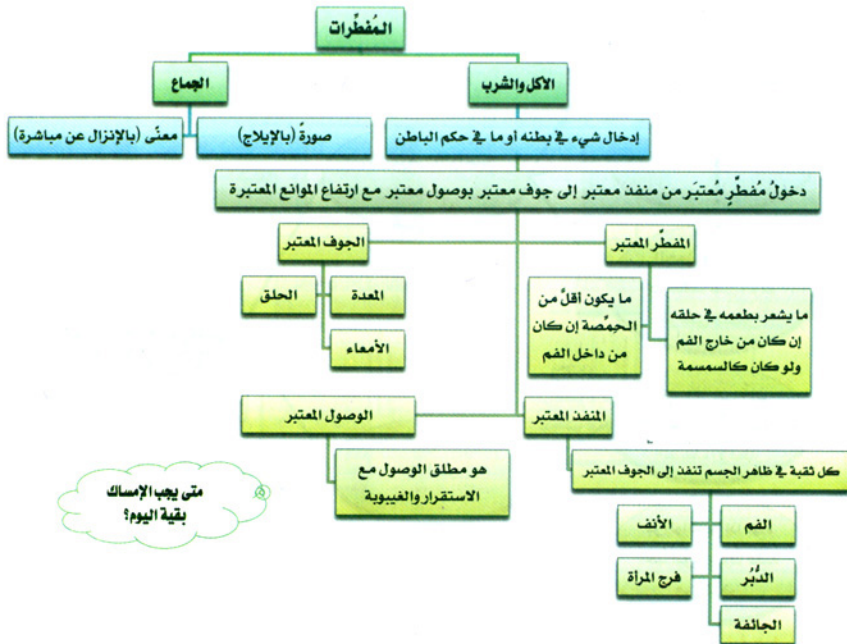 المُفطِّرات
الأكل والشرب
الجماع
إدخال شيء في بطنه أو ما في حكم الباطن
صورةً (بالإيلاج)
معنًى (بالإنزال عن مباشرة)
دخولُ مُفطِّرٍ مُعتبَر من منفذ معتبر إلى جوف معتبر بوصول معتبر مع ارتفاع الموانع المعتبرة
المفطِّر المعتبر
الجوف المعتبر
ما يشعر بطعمه في حلقه
إن كان من خارج الفم
ولو كان كالسمسمة
ما يكون أقلَّ من
الحمِّصة إن كان
من داخل الفم
المعدة
الحلق
الأمعاء
المنفذ المعتبر
الوصول المعتبر
كل ثقبة في ظاهر الجسم تنفذ إلى الجوف المعتبر
هو مطلق الوصول مع
الاستقرار والغيبوبة
متى يجب الإمساك
بقية اليوم؟
الفم
الأنف
الدُّبُر
فرج المرأة
الجائفة